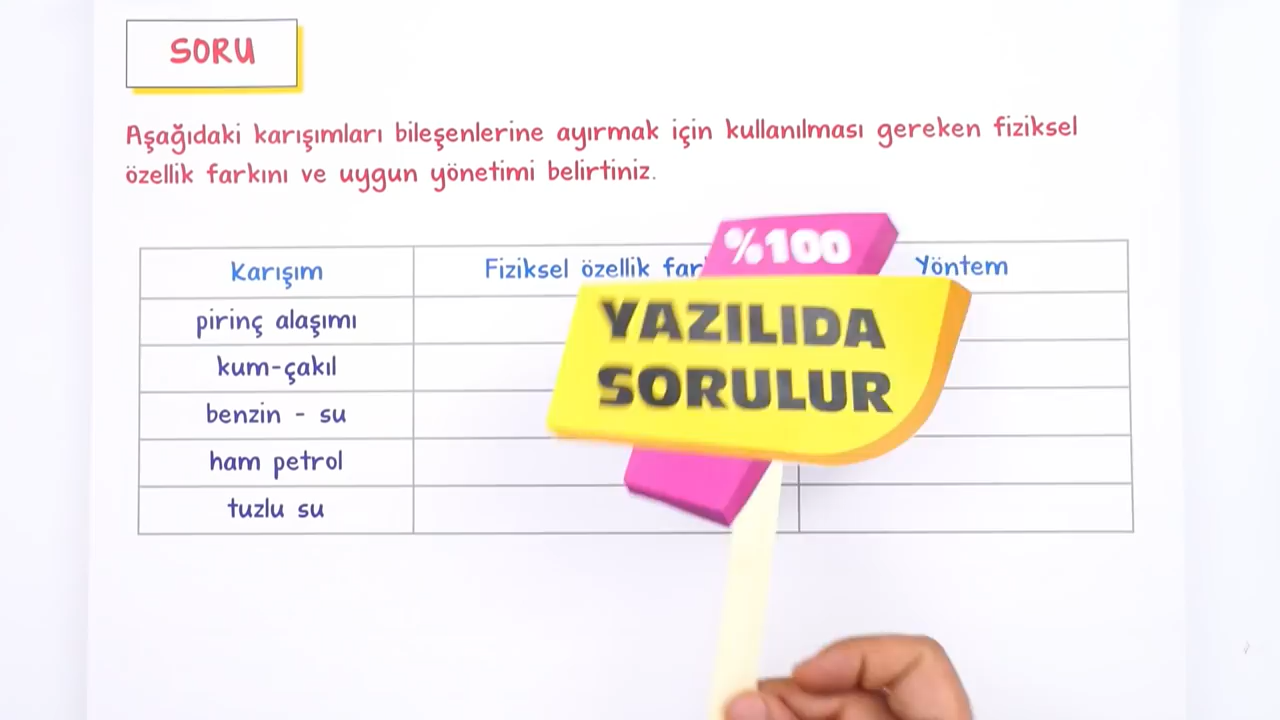 SORU
Aşağıdaki karışımları bileşenlerine ayırmak için kullanılması gereken fiziksel
özellik farkını ve uygun yönetimi belirtiniz.
%100
YAZILIDA
SORULUR
Karışım Fiziksel özellik Yöntem
pirinç alaşımı
kum-çakıl
benzin - su
ham petrol
tuzlu su